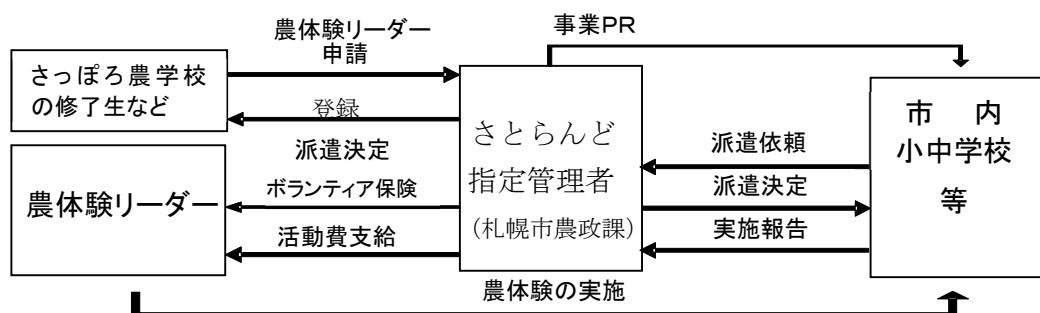 農体験リーダー
申請
事業PR
さっぽろ農学校
の修了生など
登録
派遣決定
農体験リーダー
ボランティア保険
活動費支給
さとらんど
指定管理者
（札幌市農政課）
派遣依頼
派遣決定
実施報告
市 内
小中学校
等
農体験の実施